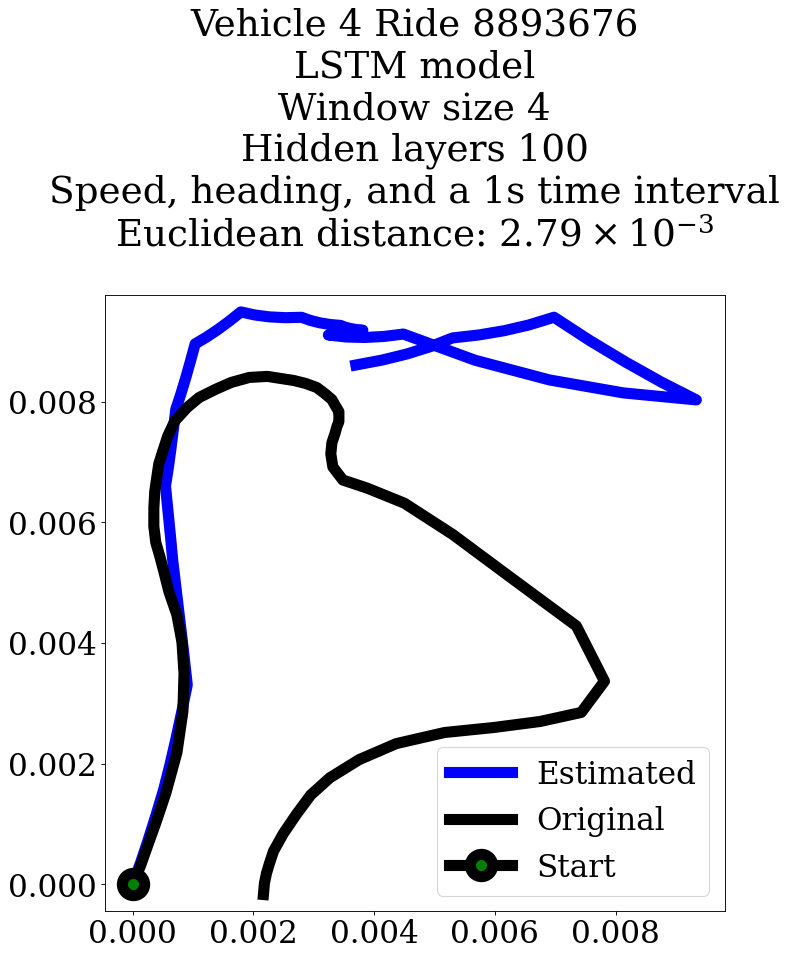 Vehicle 4 Ride 8893676
LSTM model
Window size 4
Hidden layers 100
Speed, heading, and a 1s time interval
Euclidean distance: 2.79 × 10⁻³
0.008
0.006
0.004
0.002
0.000
Estimated
Original
Start
0.000 0.002 0.004 0.006 0.008